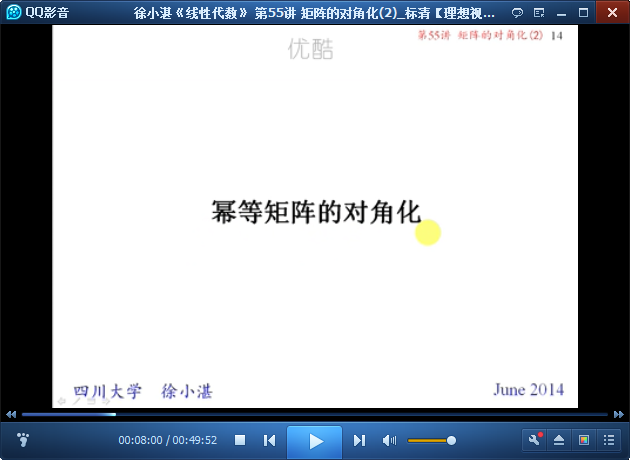 QQ影音
徐小湛《线性代数》 第55讲 矩阵的对角化(2)_标清【理想视...
优酷
第55讲 矩阵的对角化(2) 14
幂等矩阵的对角化
四川大学 徐小湛
June 2014
00:08:00 / 00:49:52